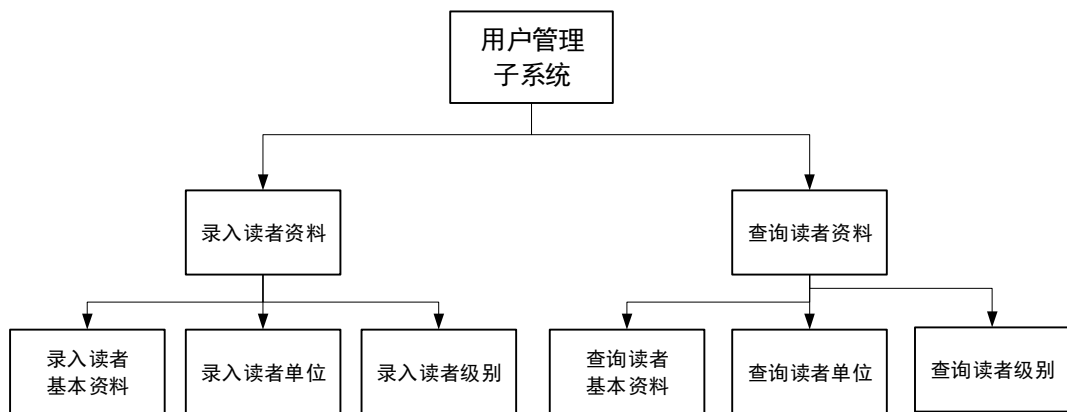 用户管理
子系统
录入读者资料
查询读者资料
录入读者
基本资料
录入读者单位
录入读者级别
查询读者
基本资料
查询读者单位
查询读者级别